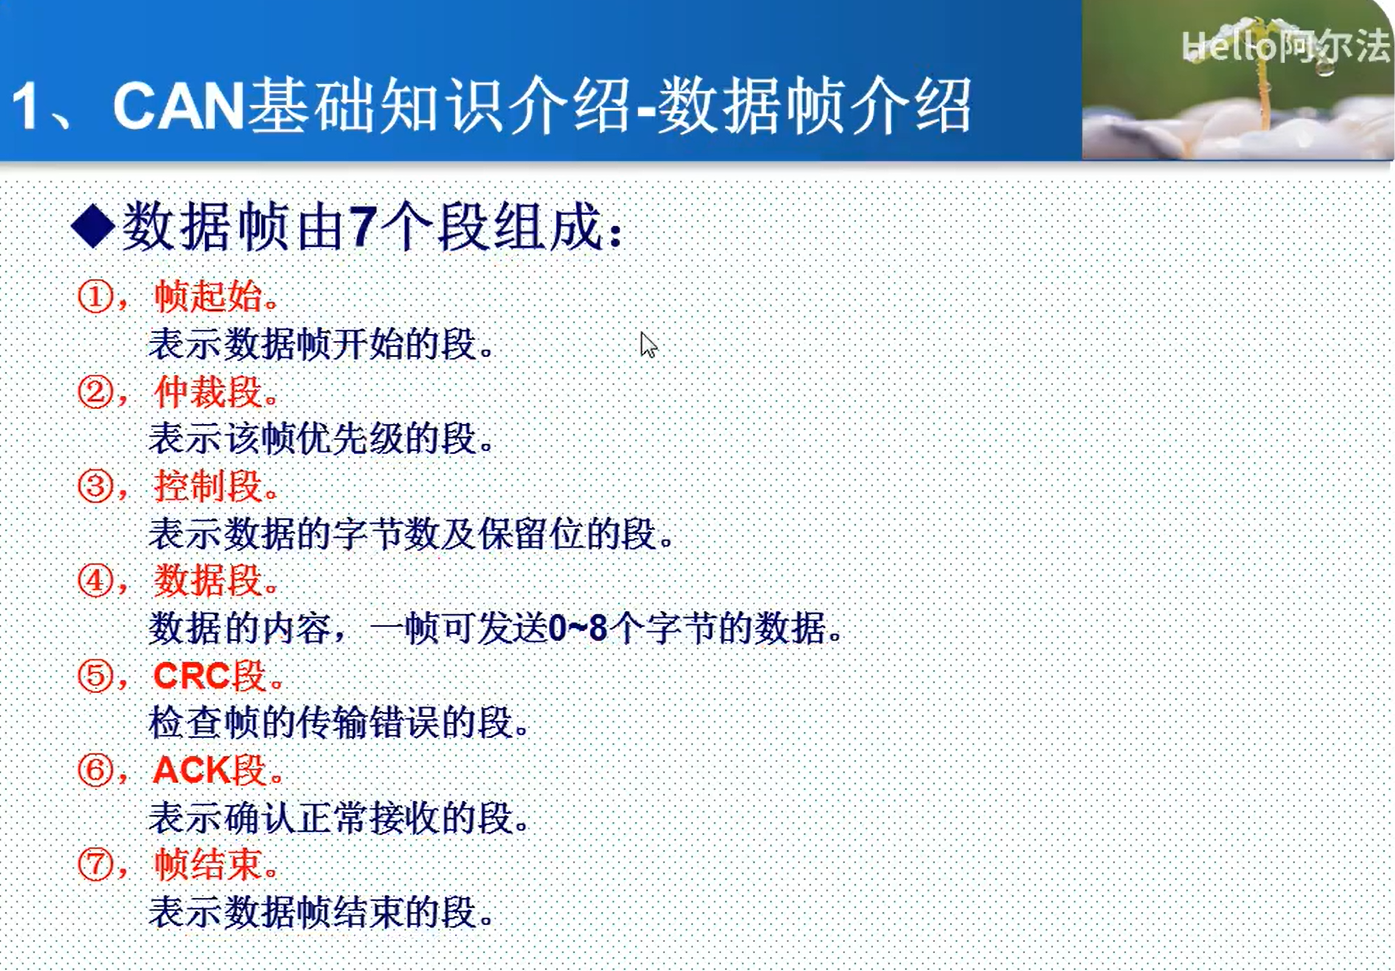 Hello阿尔法
1、CAN基础知识介绍-数据帧介绍
◆数据帧由7个段组成：
①，帧起始。
表示数据帧开始的段。
②，仲裁段。
表示该帧优先级的段。
③，控制段。
表示数据的字节数及保留位的段。
④，数据段。
数据的内容，一帧可发送0~8个字节的数据。
⑤，CRC段。
检查帧的传输错误的段。
⑥，ACK段。
表示确认正常接收的段。
⑦，帧结束。
表示数据帧结束的段。